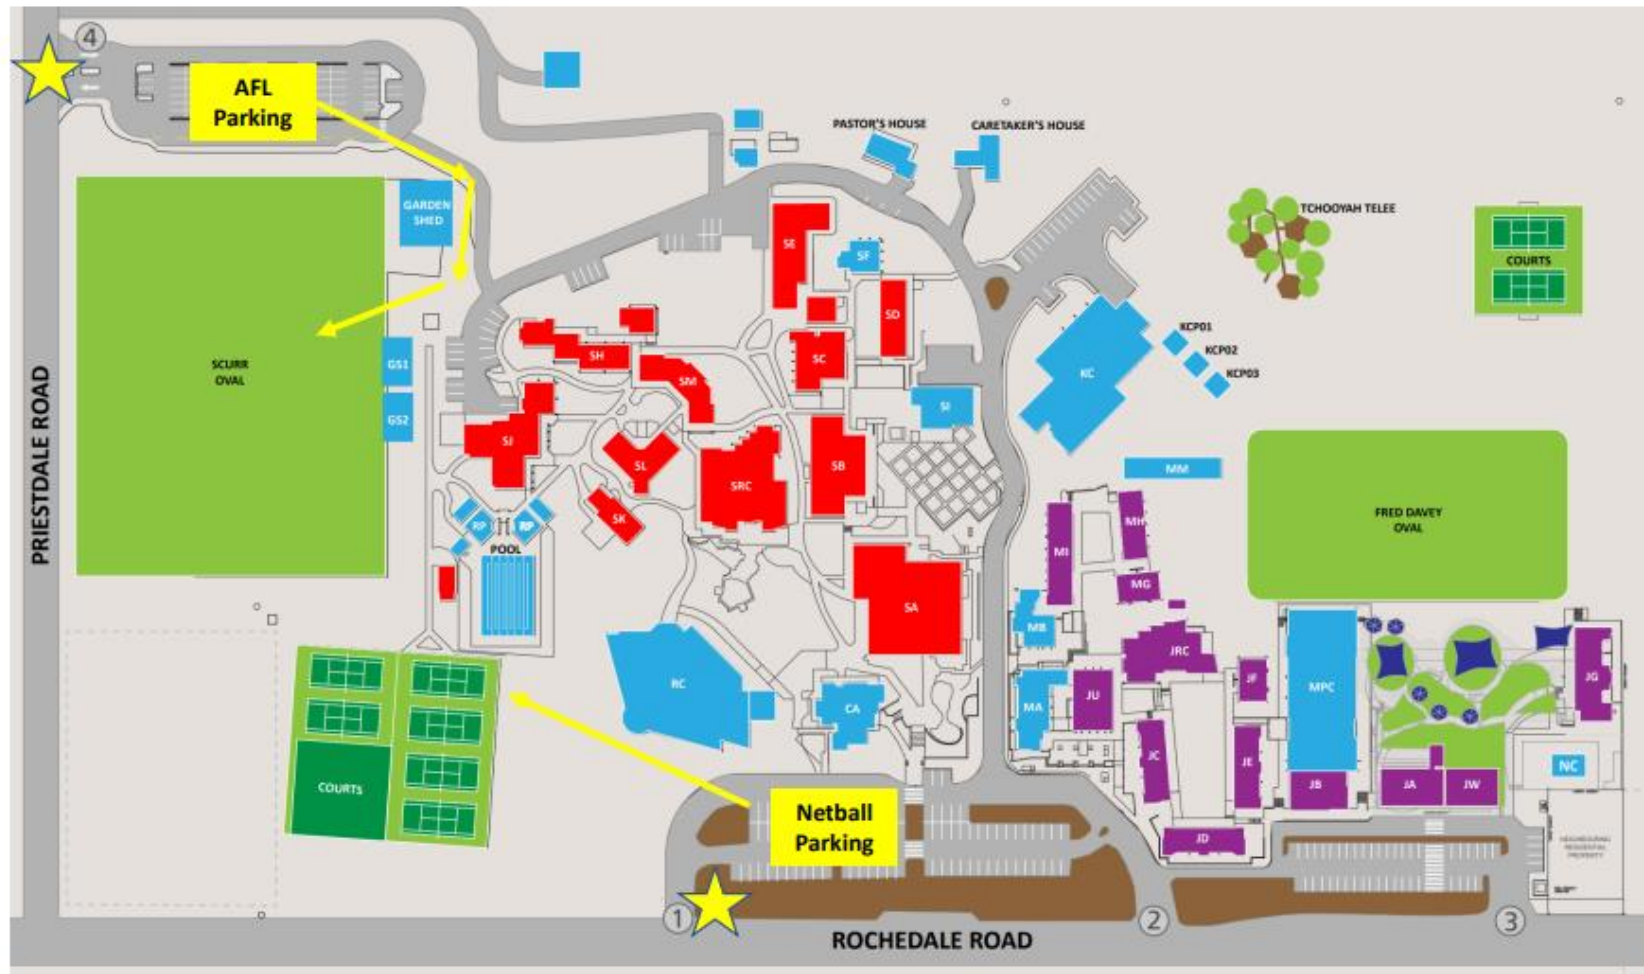 4
AFL
Parking
PASTOR'S HOUSE
CARETAKER'S HOUSE
GARDEN
SHED
TCHOOYAH TELEE
SE
SF
COURTS
SD
KCP01
KCP02
KCP03
SH
SC
SM
KC
GS1
SCURR
OVAL
SI
GS2
SJ
SL
SB
SRC
MM
PRIESTDALE ROAD
SK
RP
RP
POOL
MH
MI
FRED DAVEY
OVAL
MG
SA
MB
JRC
RC
JF
JG
MPC
CA
MA
JU
JC
JE
NC
COURTS
JB
JA
JW
Netball
Parking
JD
NEIGHBOURING
RESIDENTIAL
PROPERTY
1
2
3
ROCHEDALE ROAD